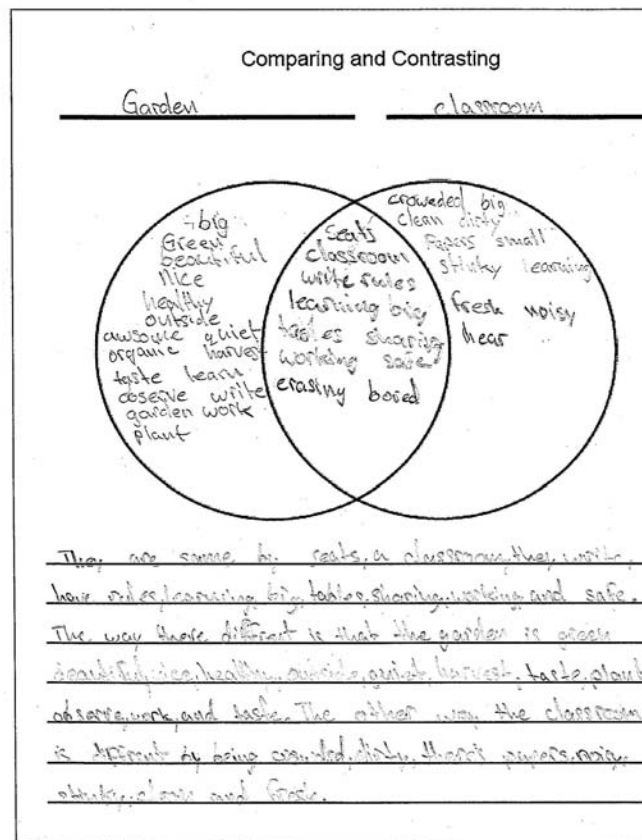 Comparing and Contrasting
Garden classroom
big
Green
beautiful
nice
healthy
outside
awsome quiet
organic harvest
taste learn
observe write
garden work
plant
Seats
classroom
write rules
learning big
tables sharing
working safe
erasing bored
croweded big
clean dirty
Papers small
stinky learning
fresh noisy
hear
They are same by seats, a classroom, they write,
have rules, learning, big, tables, sharing, working, and safe.
The way there diffrent is that the garden is green
beautiful, nice, healthy, outside, quiet, harvest, taste, plant
observe, work, and taste. The other way the classroom
is diffrent by being crowded, dirty, there's papers, noisy,
stinky, clean and fresh.